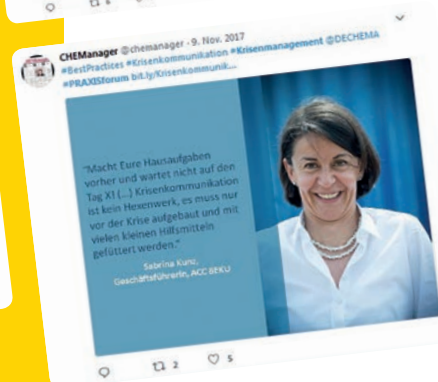 CHEManager @chemanager · 9. Nov. 2017
#BestPractices #Krisenkommunikation #Krisenmanagement @DECHEMA
#PRAXISforum bit.ly/Krisenkommunik...
"Macht Eure Hausaufgaben
vorher und wartet nicht auf den
Tag X! (...) Krisenkommunikation
ist kein Hexenwerk, es muss nur
vor der Krise aufgebaut und mit
vielen kleinen Hilfsmitteln
gefüttert werden."
Sabrina Kunz,
Geschäftsführerin, ACC BEKU
2 5